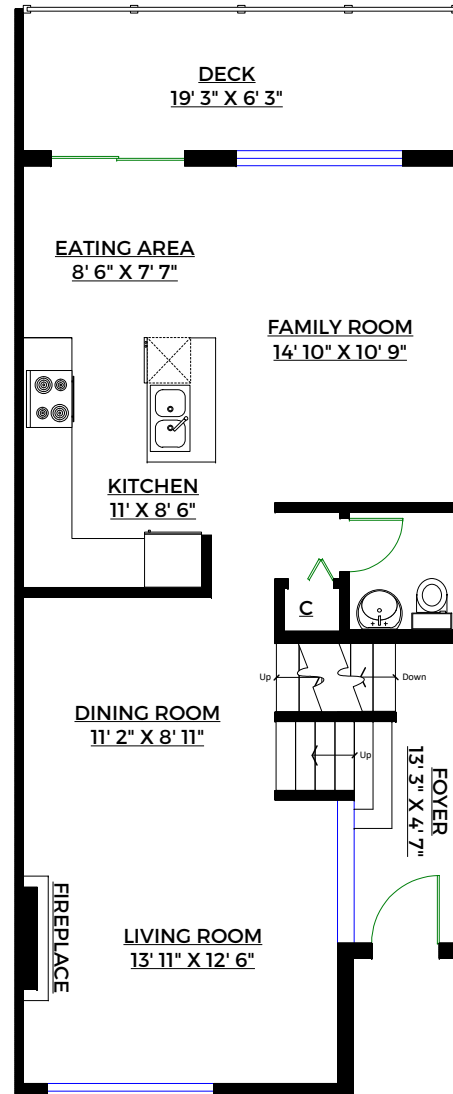 DECK
19' 3" X 6' 3"
EATING AREA
8' 6" X 7' 7"
FAMILY ROOM
14' 10" X 10' 9"
KITCHEN
11' X 8' 6"
C
Up
Down
DINING ROOM
11' 2" X 8' 11"
Up
FOYER
13' 3" X 4' 7"
FIREPLACE
LIVING ROOM
13' 11" X 12' 6"